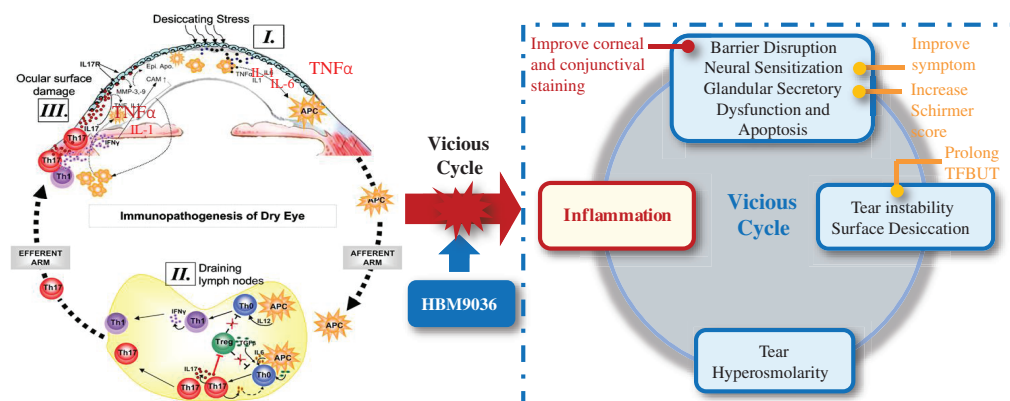 Desiccating Stress
I.
TNFα
IL-1
IL-6
TNFα
IL1
APC
IL17R
Epi. Apo.
CAM ↑
MMP-3,-9
Ocular surface
damage
III.
TNFα
IL-1
IL17
IFNγ
Th17
Th17
Th1
APC
Immunopathogenesis of Dry Eye
EFFERENT
ARM
AFFERENT
ARM
Th17
II.
Draining
lymph nodes
Th0
APC
IFNγ
IL12
Th1
Th1
APC
Treg
TGFβ
IL6
APC
Th17
IL17
Th0
Th17
Th17
Vicious
Cycle
HBM9036
Improve corneal
and conjunctival
staining
Barrier Disruption
Neural Sensitization
Glandular Secretory
Dysfunction and
Apoptosis
Improve
symptom
Increase
Schirmer
score
Prolong
TFBUT
Inflammation
Vicious
Cycle
Tear instability
Surface Desiccation
Tear
Hyperosmolarity